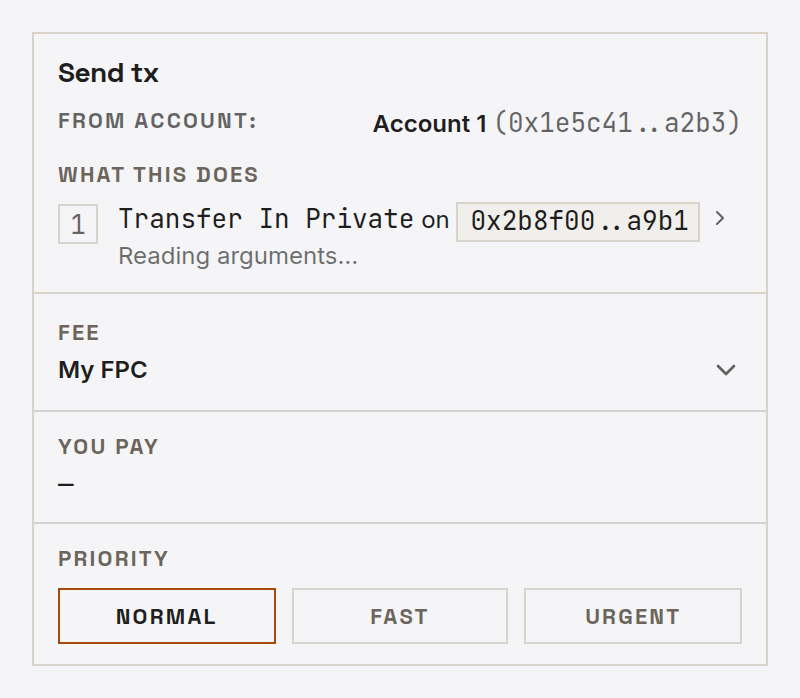 Send tx
FROM ACCOUNT: Account 1 (0x1e5c41..a2b3)
WHAT THIS DOES
1 Transfer In Private on 0x2b8f00..a9b1
Reading arguments...
FEE
My FPC
YOU PAY
–
PRIORITY
NORMAL FAST URGENT